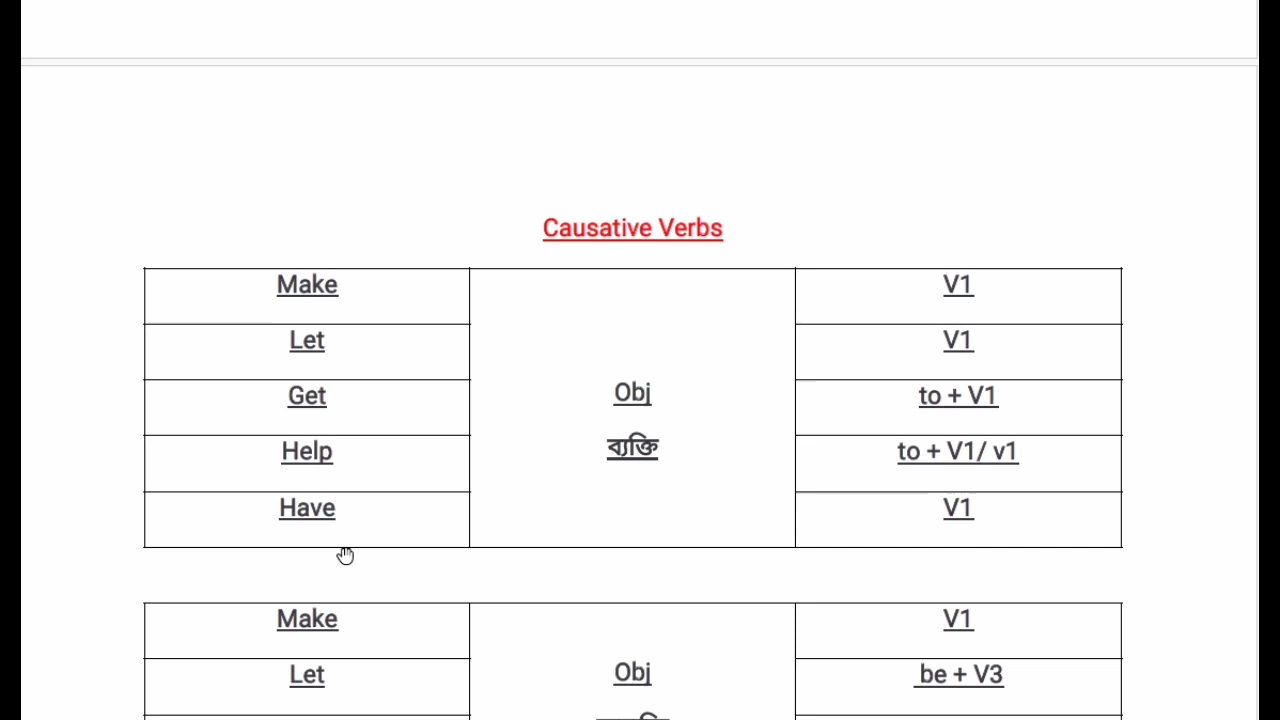 Causative Verbs
Make V1
Let V1
Get Obj to + V1
ব্যক্তি
Help to + V1/ v1
Have V1
Make V1
Let Obj be + V3